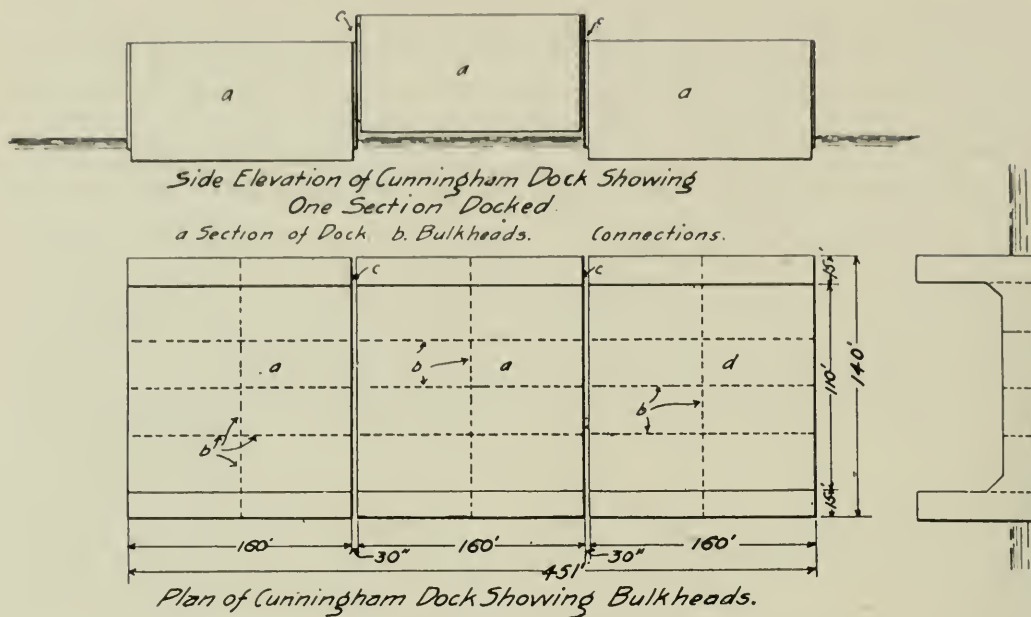 c
c
a
a
a
Side Elevation of Cunningham Dock Showing
One Section Docked.
a Section of Dock b. Bulkheads. Connections.
c
c
15'
b
a
b
a
b
d
110'
140'
15'
160'
160'
160'
30"
30"
451'
Plan of Cunningham Dock Showing Bulkheads.